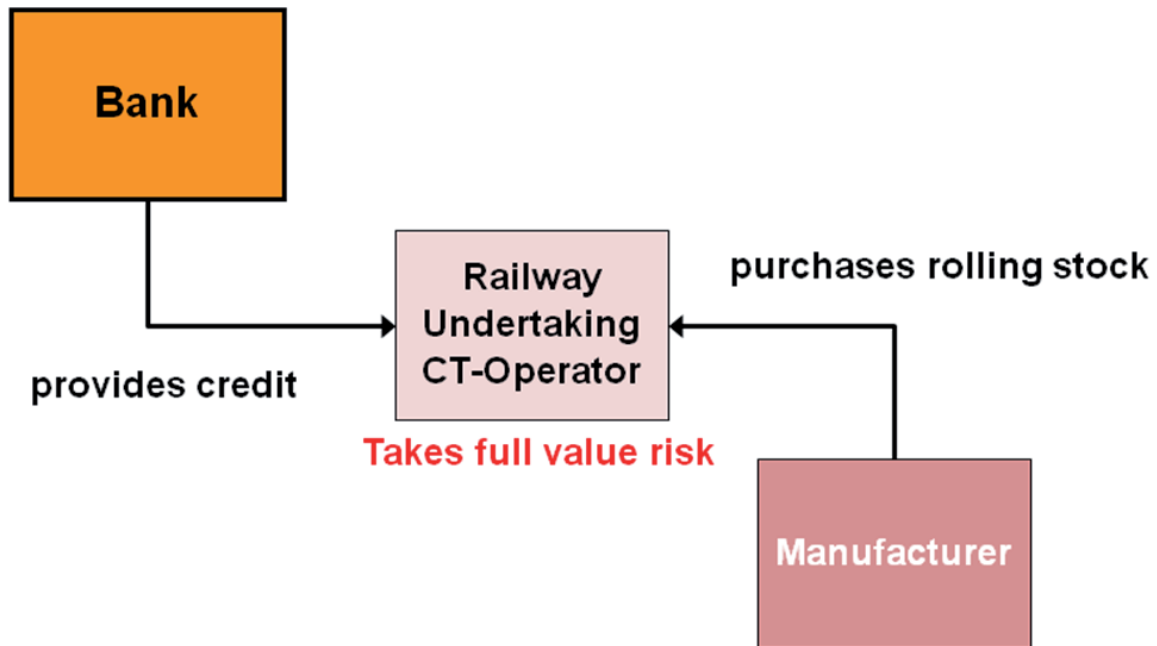 Bank
Railway
Undertaking
CT-Operator
purchases rolling stock
provides credit
Takes full value risk
Manufacturer